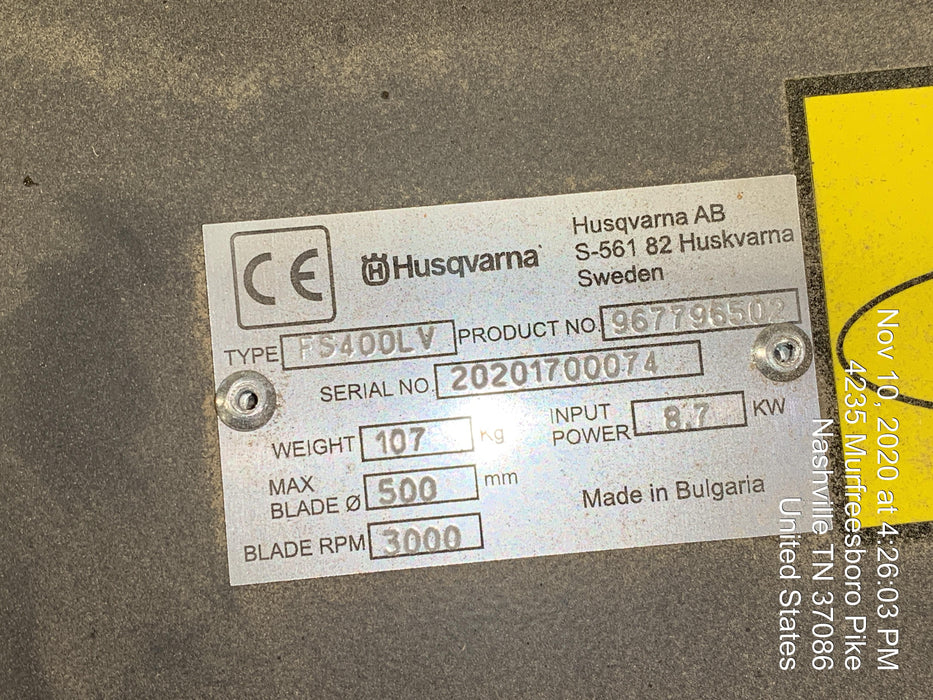 CE
Husqvarna
Husqvarna AB
S-561 82 Huskvarna
Sweden
TYPE FS400LV PRODUCT NO. 967796502
SERIAL NO. 20201700074
WEIGHT 107 Kg
INPUT POWER 8.7 KW
MAX BLADE Ø 500 mm
BLADE RPM 3000
Made in Bulgaria
Nov 10, 2020 at 4:26:03 PM
4235 Murfreesboro Pike
Nashville TN 37086
United States